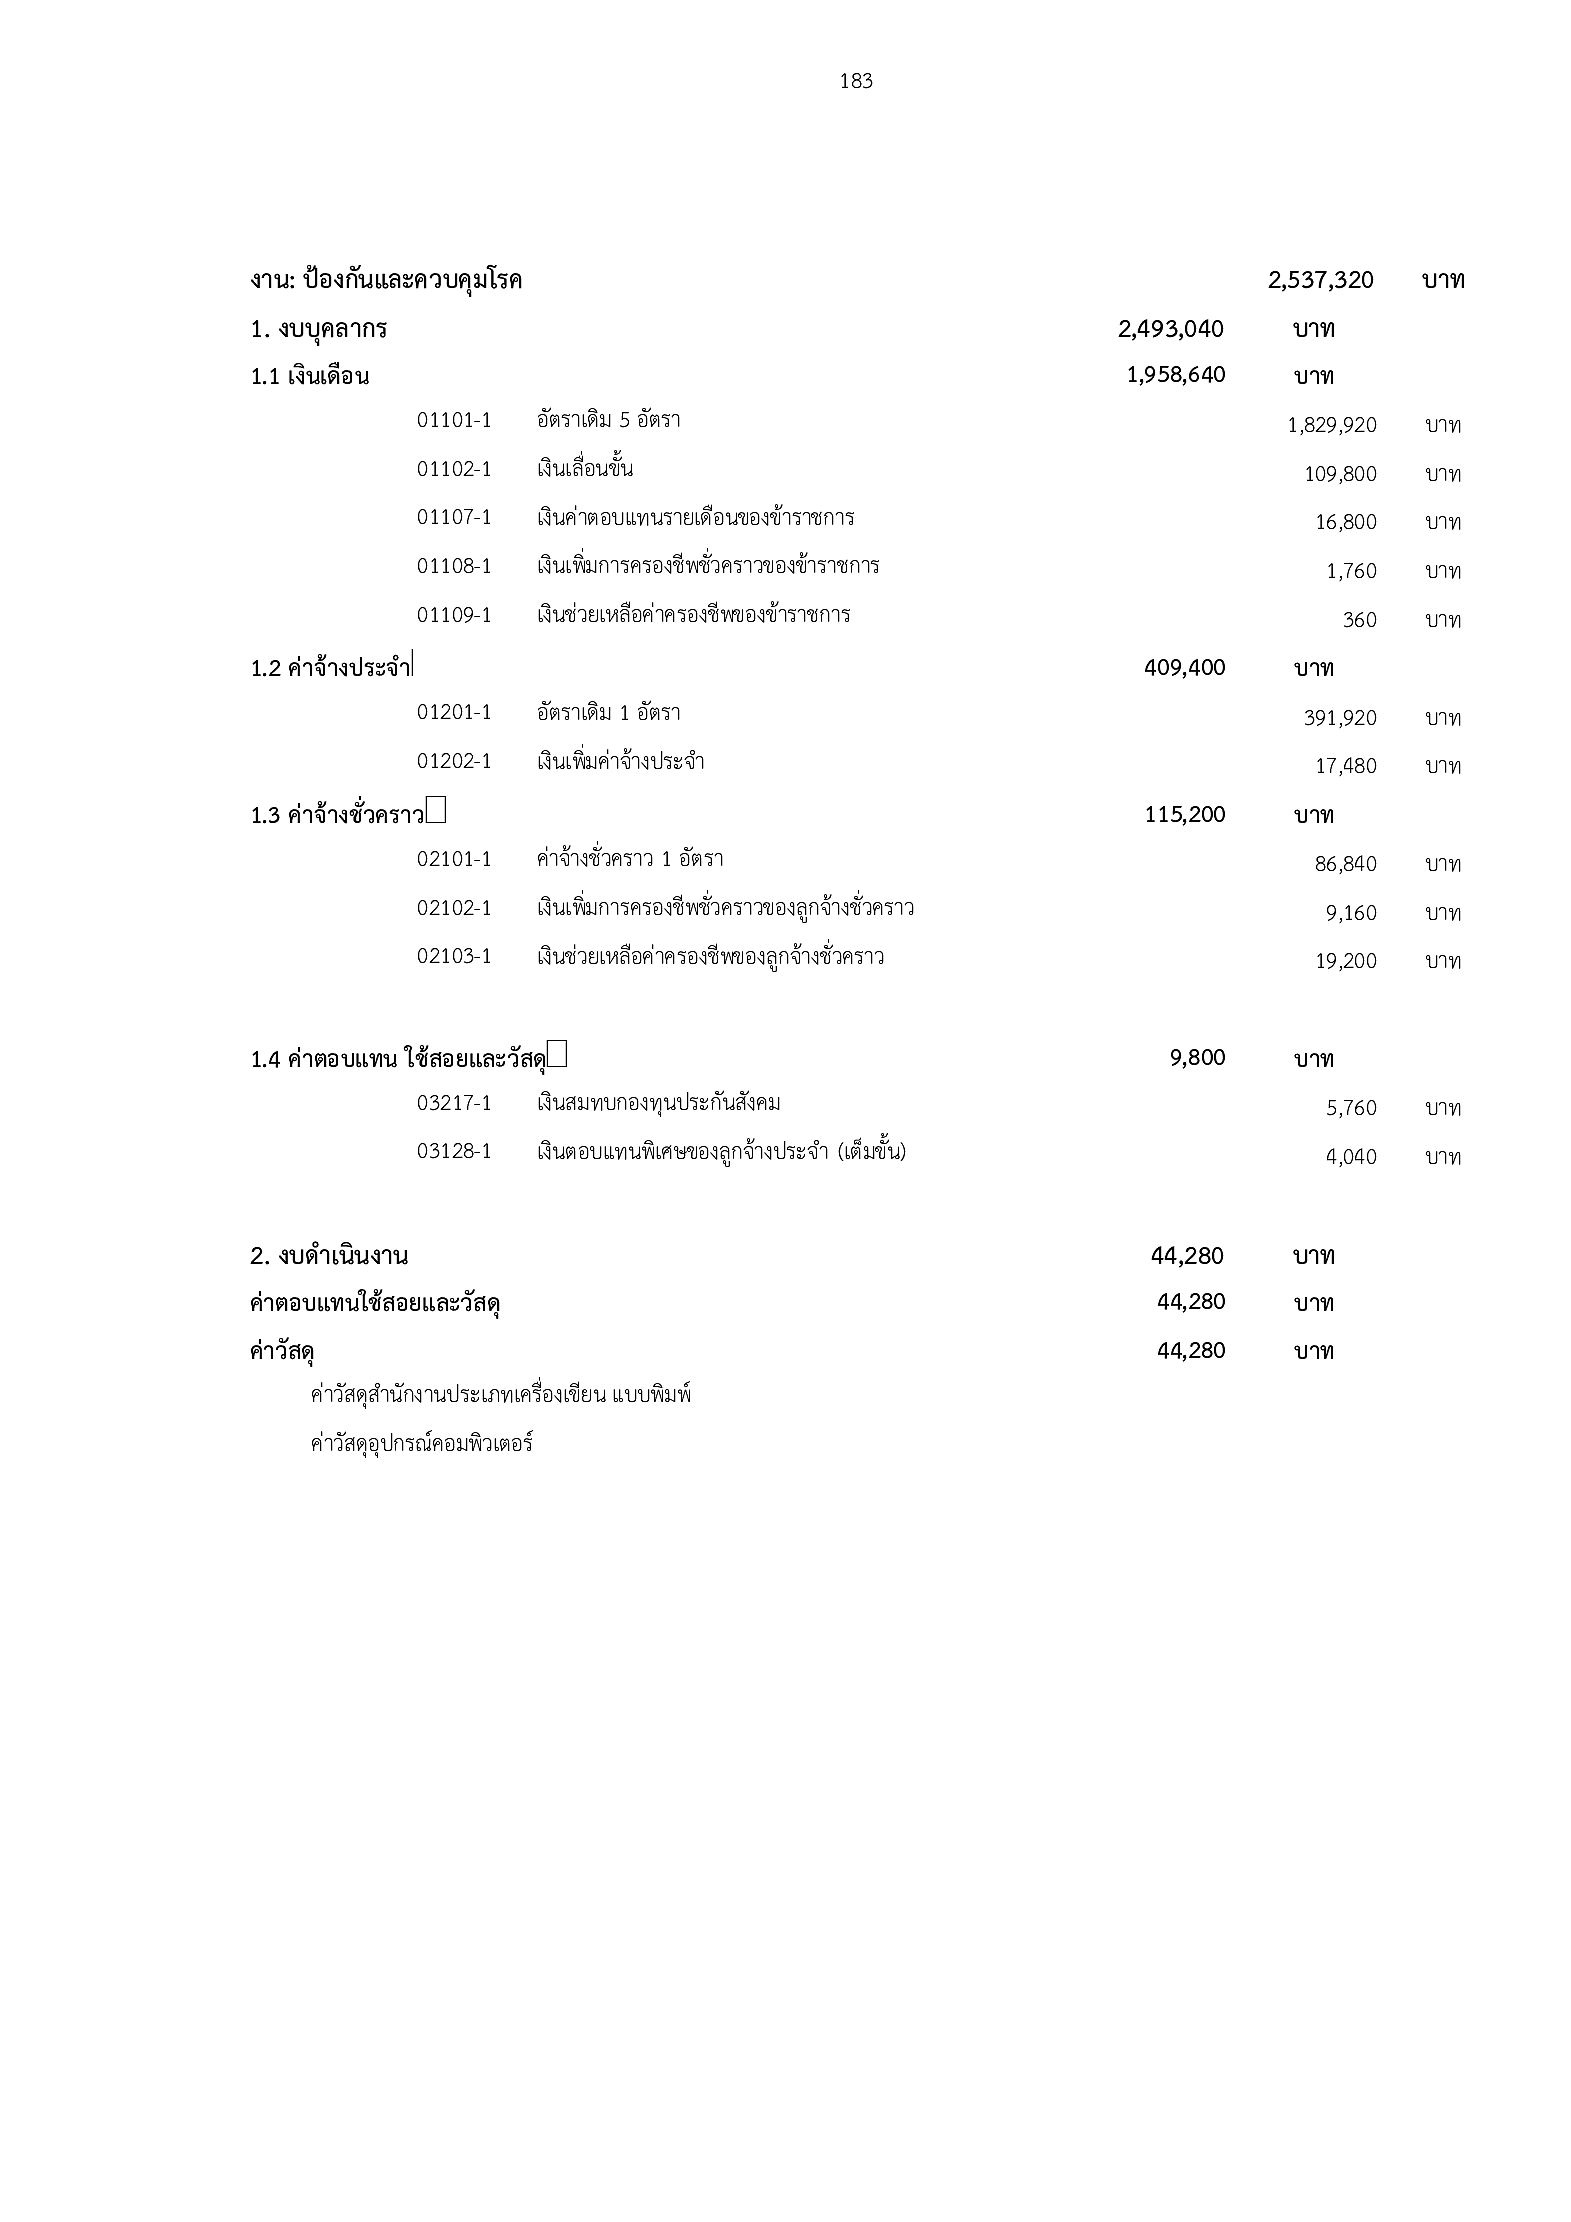 183
งาน: ป้องกันและควบคุมโรค 2,537,320 บาท
1. งบบุคลากร 2,493,040 บาท
1.1 เงินเดือน 1,958,640 บาท
01101-1 อัตราเดิม 5 อัตรา 1,829,920 บาท
01102-1 เงินเลื่อนขั้น 109,800 บาท
01107-1 เงินค่าตอบแทนรายเดือนของข้าราชการ 16,800 บาท
01108-1 เงินเพิ่มการครองชีพชั่วคราวของข้าราชการ 1,760 บาท
01109-1 เงินช่วยเหลือค่าครองชีพของข้าราชการ 360 บาท
1.2 ค่าจ้างประจำ 409,400 บาท
01201-1 อัตราเดิม 1 อัตรา 391,920 บาท
01202-1 เงินเพิ่มค่าจ้างประจำ 17,480 บาท
1.3 ค่าจ้างชั่วคราว 115,200 บาท
02101-1 ค่าจ้างชั่วคราว 1 อัตรา 86,840 บาท
02102-1 เงินเพิ่มการครองชีพชั่วคราวของลูกจ้างชั่วคราว 9,160 บาท
02103-1 เงินช่วยเหลือค่าครองชีพของลูกจ้างชั่วคราว 19,200 บาท
1.4 ค่าตอบแทน ใช้สอยและวัสดุ 9,800 บาท
03217-1 เงินสมทบกองทุนประกันสังคม 5,760 บาท
03128-1 เงินตอบแทนพิเศษของลูกจ้างประจำ (เต็มขั้น) 4,040 บาท
2. งบดำเนินงาน 44,280 บาท
ค่าตอบแทนใช้สอยและวัสดุ 44,280 บาท
ค่าวัสดุ 44,280 บาท
ค่าวัสดุสำนักงานประเภทเครื่องเขียน แบบพิมพ์
ค่าวัสดุอุปกรณ์คอมพิวเตอร์